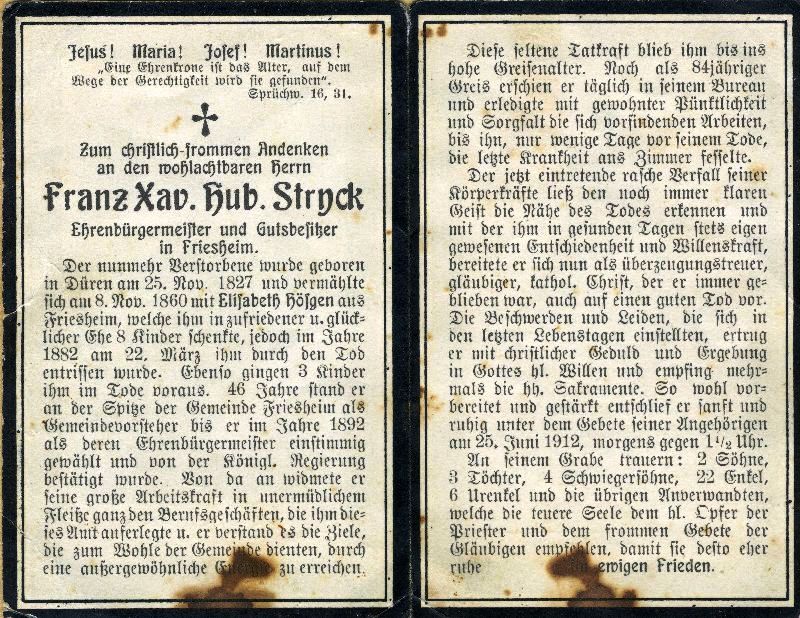 Jesus! Maria! Josef! Martinus!
„Eine Ehrenkrone ist das Alter, auf dem
Wege der Gerechtigkeit wird sie gefunden".
Sprüchw. 16, 31.
Zum christlich-frommen Andenken
an den wohlachtbaren Herrn
Franz Xav. Hub. Stryck
Ehrenbürgermeister und Gutsbesitzer
in Friesheim.
Der nunmehr Verstorbene wurde geboren
in Düren am 25. Nov. 1827 und vermählte
sich am 8. Nov. 1860 mit Elisabeth Hösgen aus
Friesheim, welche ihm in zufriedener u. glück-
licher Ehe 8 Kinder schenkte, jedoch im Jahre
1882 am 22. März ihm durch den Tod
entrissen wurde. Ebenso gingen 3 Kinder
ihm im Tode voraus. 46 Jahre stand er
an der Spitze der Gemeinde Friesheim als
Gemeindevorsteher bis er im Jahre 1892
als deren Ehrenbürgermeister einstimmig
gewählt und von der Königl. Regierung
bestätigt wurde. Von da an widmete er
seine große Arbeitskraft in unermüdlichem
Fleiße ganz den Berufsgeschäften, die ihm die-
ses Amt auferlegte u. er verstand es die Ziele,
die zum Wohle der Gemeinde dienten, durch
eine außergewöhnliche Energie zu erreichen.
Diese seltene Tatkraft blieb ihm bis ins
hohe Greisenalter. Noch als 84jähriger
Greis erschien er täglich in seinem Bureau
und erledigte mit gewohnter Pünktlichkeit
und Sorgfalt die sich vorfindenden Arbeiten,
bis ihn, nur wenige Tage vor seinem Tode,
die letzte Krankheit ans Zimmer fesselte.
Der jetzt eintretende rasche Verfall seiner
Körperkräfte ließ den noch immer klaren
Geist die Nähe des Todes erkennen und
mit der ihm in gesunden Tagen stets eigen
gewesenen Entschiedenheit und Willenskraft,
bereitete er sich nun als überzeugungstreuer,
gläubiger, kathol. Christ, der er immer ge-
blieben war, auch auf einen guten Tod vor.
Die Beschwerden und Leiden, die sich in
den letzten Lebenstagen einstellten, ertrug
er mit christlicher Geduld und Ergebung
in Gottes hl. Willen und empfing mehr-
mals die hh. Sakramente. So wohl vor-
bereitet und gestärkt entschlief er sanft und
ruhig unter dem Gebete seiner Angehörigen
am 25. Juni 1912, morgens gegen 1½ Uhr.
An seinem Grabe trauern: 2 Söhne,
3 Töchter, 4 Schwiegersöhne, 22 Enkel,
6 Urenkel und die übrigen Anverwandten,
welche die teuere Seele dem hl. Opfer der
Priester und dem frommen Gebete der
Gläubigen empfehlen, damit sie desto eher
ruhe im ewigen Frieden.